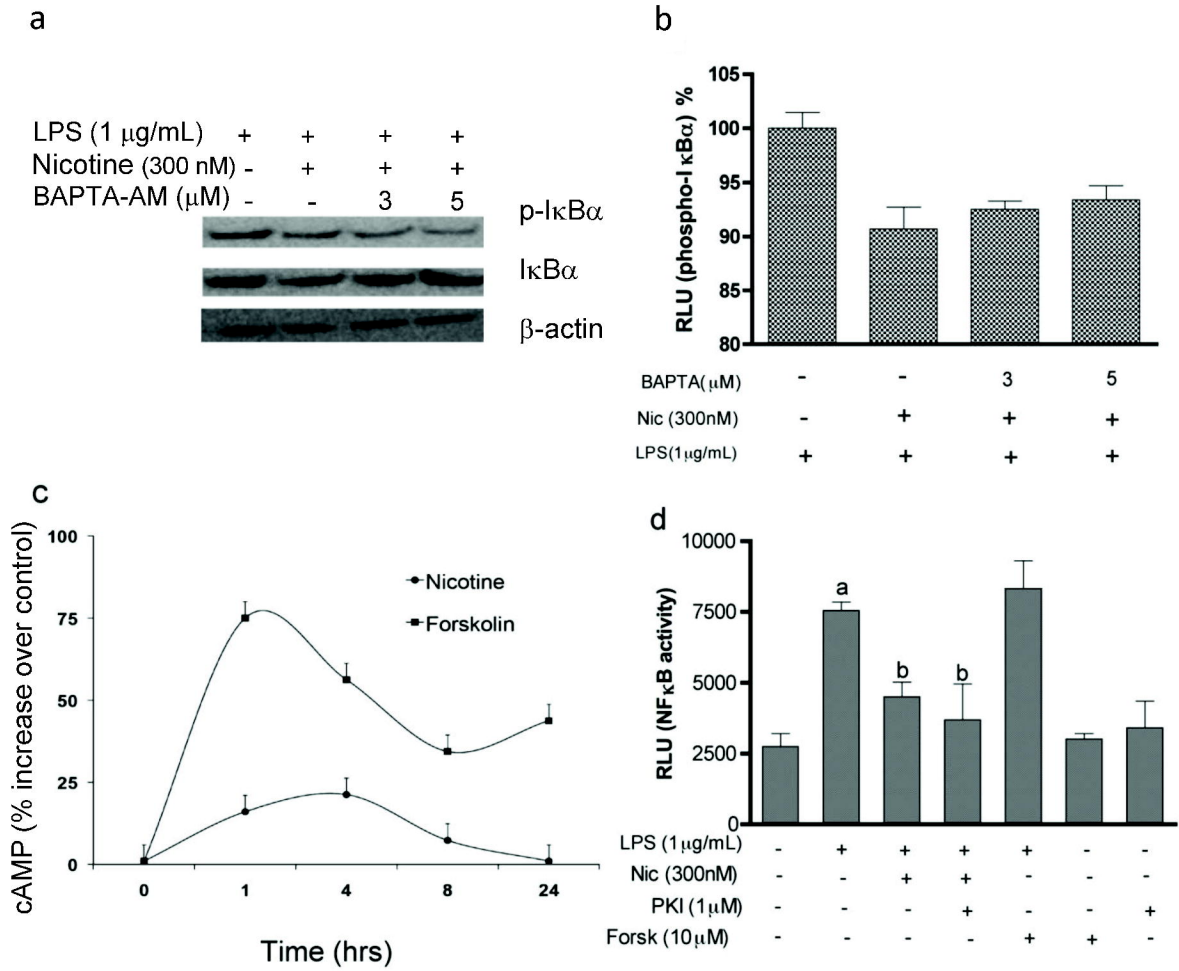 a
LPS (1 μg/mL) + + + +
Nicotine (300 nM) - + + +
BAPTA-AM (μM) - - 3 5
p-IκBα
IκBα
β-actin
b
RLU (phospho-IκBα) %
105
100
95
90
85
80
BAPTA(μM) - - 3 5
Nic (300nM) - + + +
LPS(1μg/mL) + + + +
c
cAMP (% increase over control)
100
75
50
25
0
Nicotine
Forskolin
0 1 4 8 24
Time (hrs)
d
RLU (NFκB activity)
10000
7500
5000
2500
0
a
b b
LPS (1μg/mL) - + + + + - -
Nic (300nM) - - + + - - -
PKI (1μM) - - - + - - +
Forsk (10μM) - - - - + +